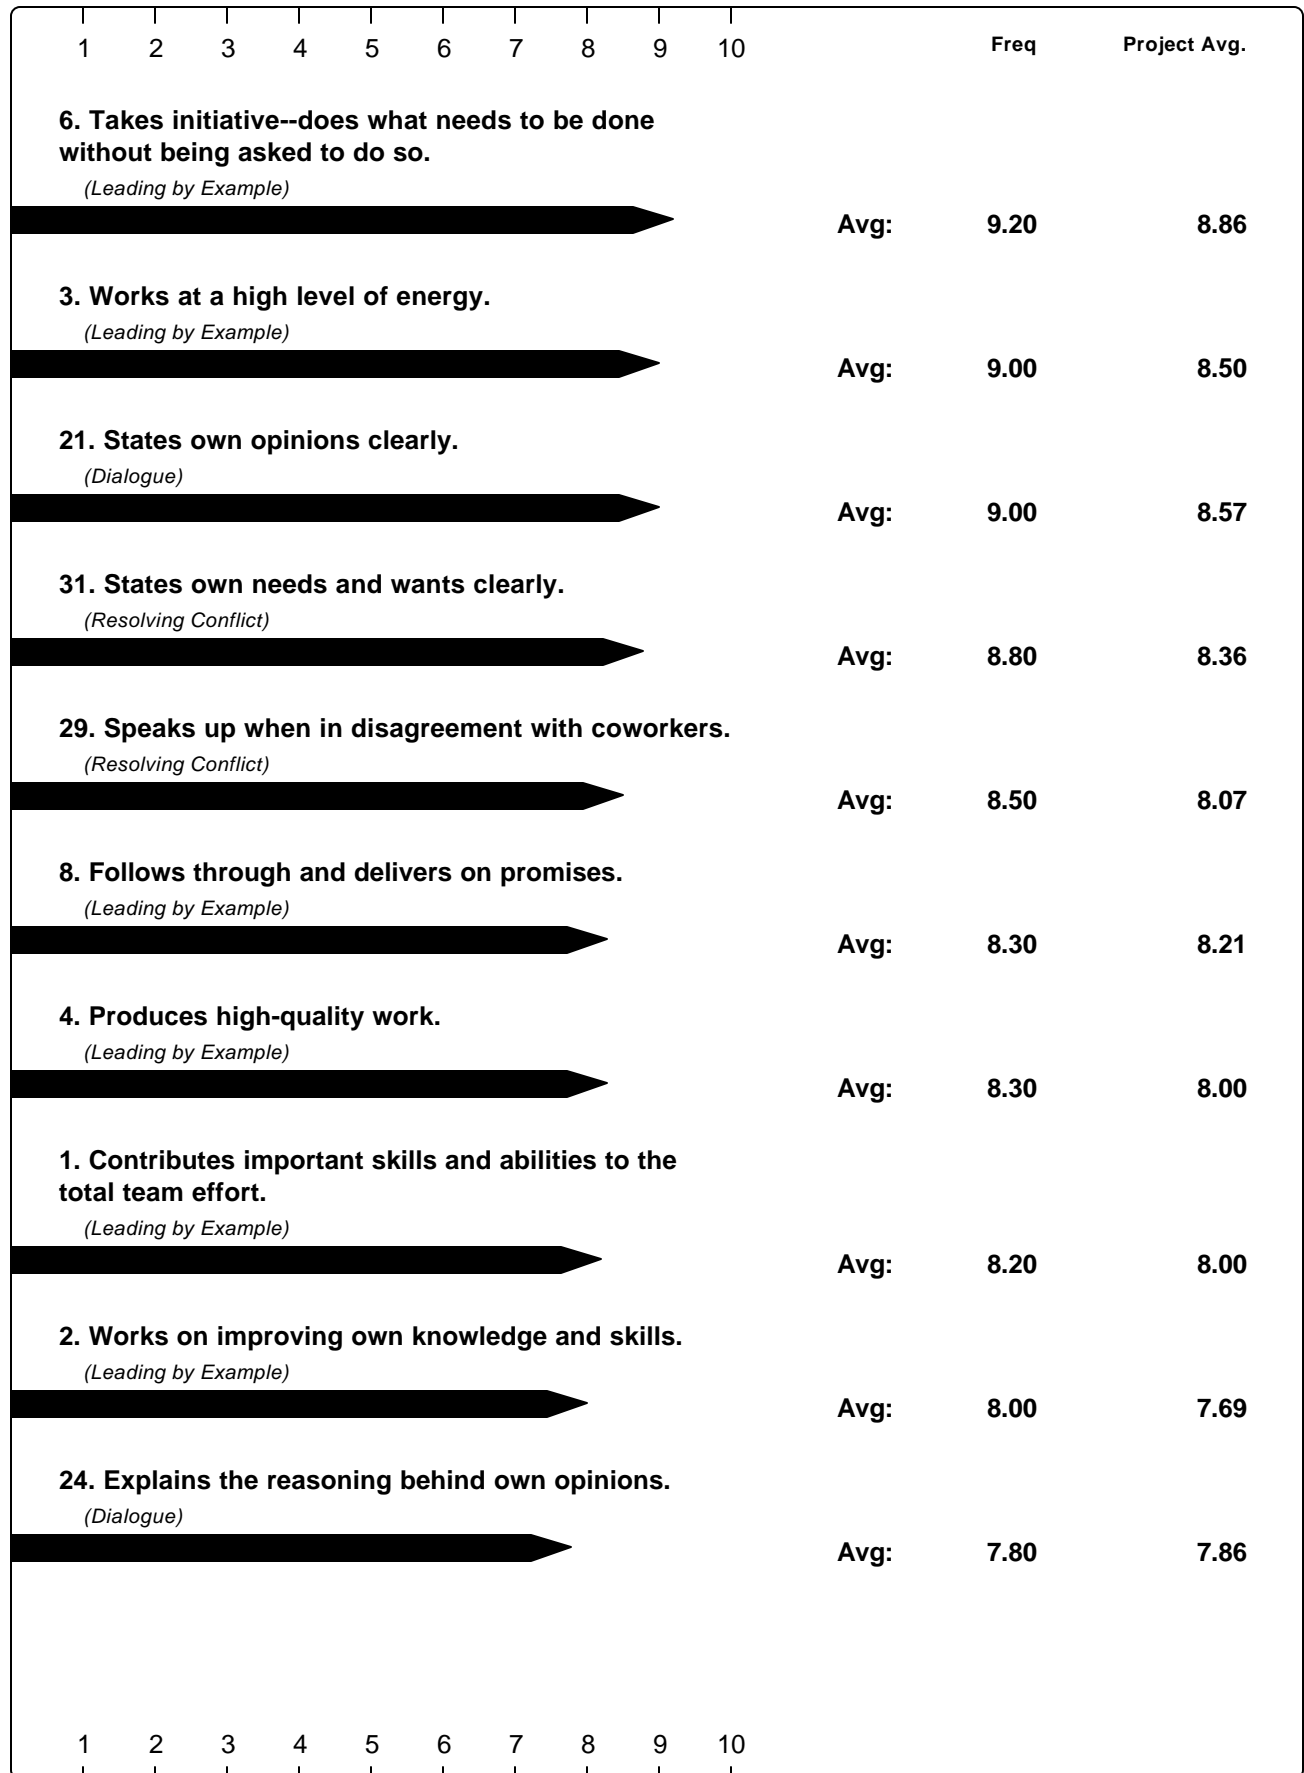 1 2 3 4 5 6 7 8 9 10 Freq Project Avg.
6. Takes initiative--does what needs to be done
without being asked to do so.
(Leading by Example)
Avg: 9.20 8.86
3. Works at a high level of energy.
(Leading by Example)
Avg: 9.00 8.50
21. States own opinions clearly.
(Dialogue)
Avg: 9.00 8.57
31. States own needs and wants clearly.
(Resolving Conflict)
Avg: 8.80 8.36
29. Speaks up when in disagreement with coworkers.
(Resolving Conflict)
Avg: 8.50 8.07
8. Follows through and delivers on promises.
(Leading by Example)
Avg: 8.30 8.21
4. Produces high-quality work.
(Leading by Example)
Avg: 8.30 8.00
1. Contributes important skills and abilities to the
total team effort.
(Leading by Example)
Avg: 8.20 8.00
2. Works on improving own knowledge and skills.
(Leading by Example)
Avg: 8.00 7.69
24. Explains the reasoning behind own opinions.
(Dialogue)
Avg: 7.80 7.86
1 2 3 4 5 6 7 8 9 10